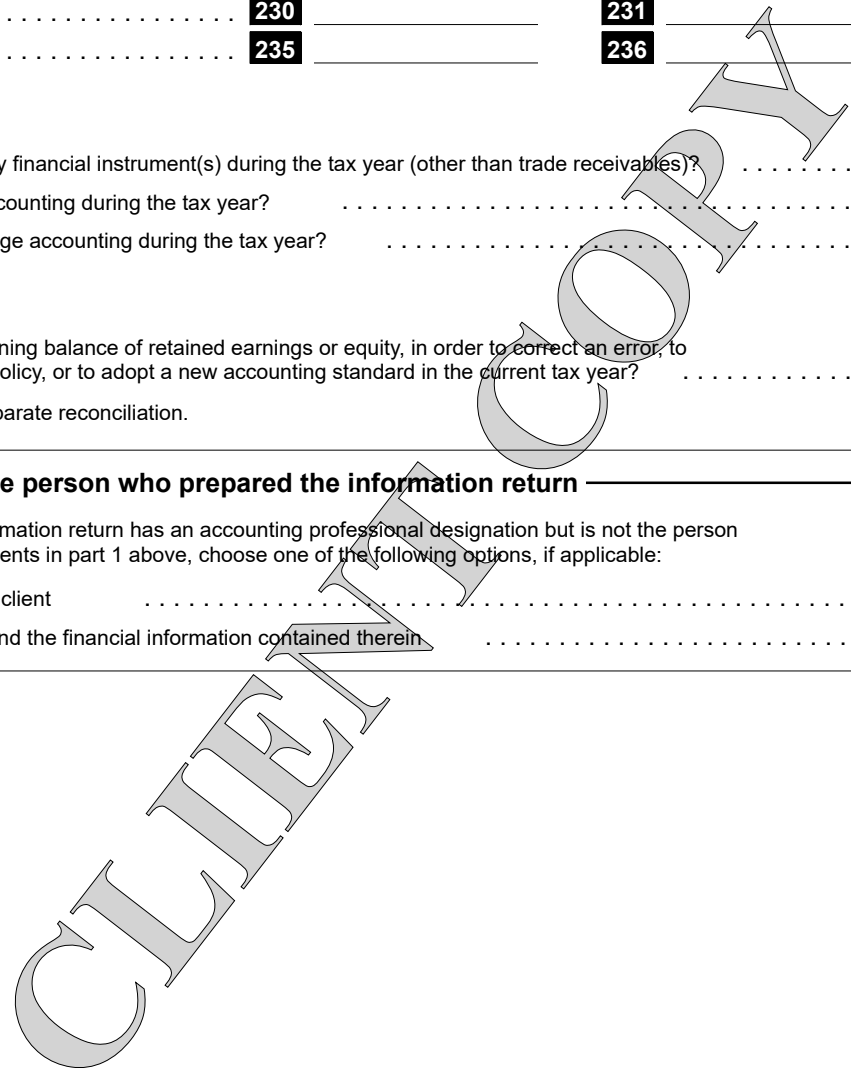 . . . . . . . . . . . . . . . . 230 231
. . . . . . . . . . . . . . . . 235 236
y financial instrument(s) during the tax year (other than trade receivables)? . . . . . . . .
counting during the tax year? . . . . . . . . . . . . . . . . . . . . . . . . . . . . . . . . . . .
ge accounting during the tax year? . . . . . . . . . . . . . . . . . . . . . . . . . . . . . . . .
ning balance of retained earnings or equity, in order to correct an error, to
olicy, or to adopt a new accounting standard in the current tax year? . . . . . . . . . . . .
parate reconciliation.
e person who prepared the information return
rmation return has an accounting professional designation but is not the person
ents in part 1 above, choose one of the following options, if applicable:
client . . . . . . . . . . . . . . . . . . . . . . . . . . . . . . . . . . . . . . . . . . . . . . . . . .
nd the financial information contained therein . . . . . . . . . . . . . . . . . . . . . . . . .
CLIENT COPY